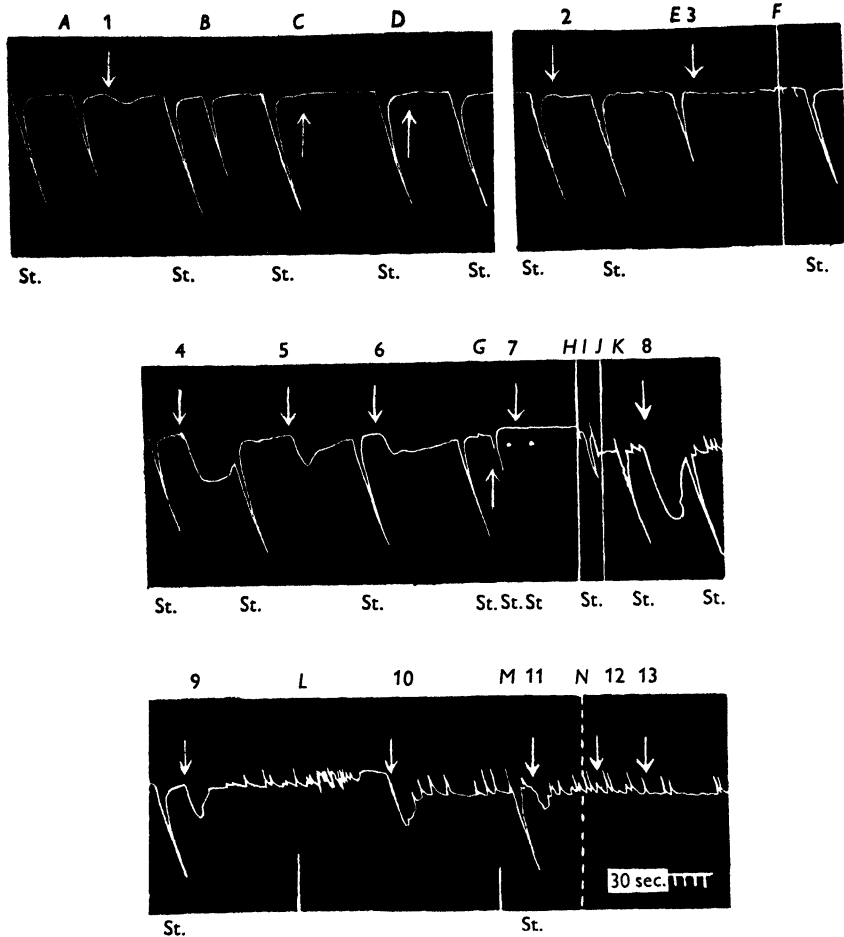 A 1 B C D 2 E 3 F
St. St. St. St. St. St. St. St.
4 5 6 G 7 H I J K 8
St. St. St. St. St. St St. St. St.
9 L 10 M 11 N 12 13
30 sec.
St. St.